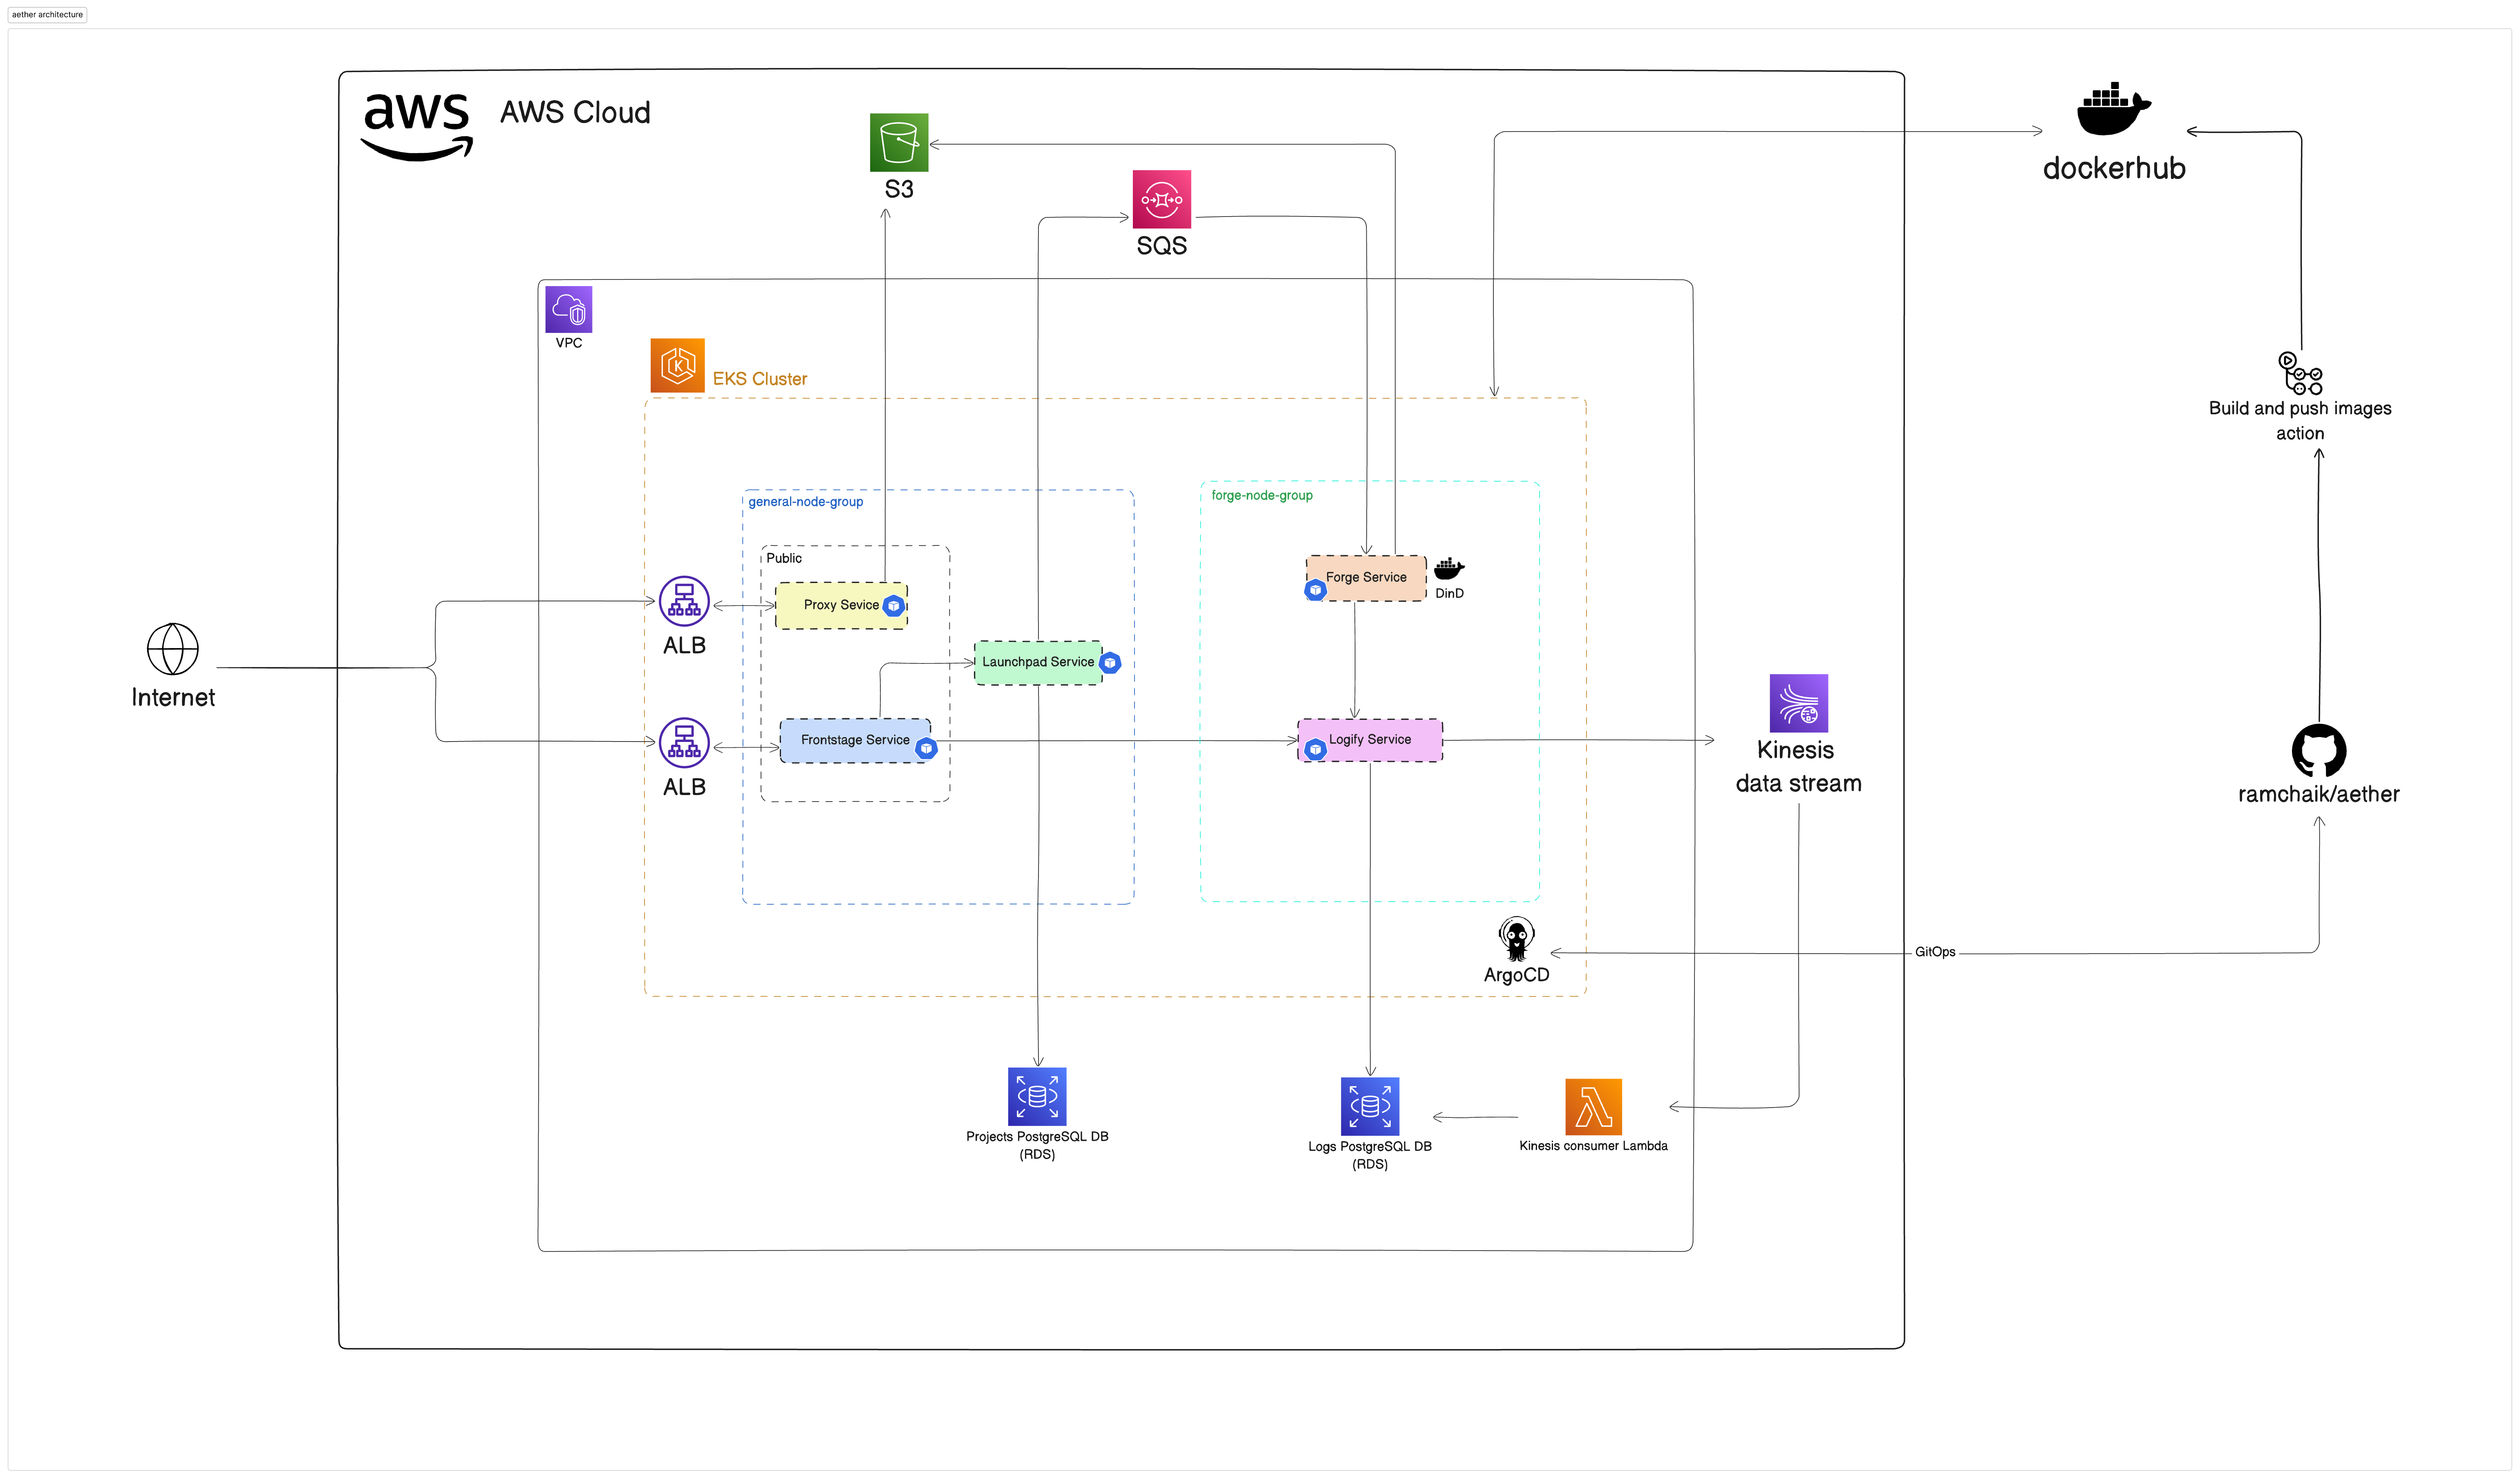 aether architecture
aws
AWS Cloud
S3
SQS
dockerhub
VPC
EKS Cluster
K
Build and push images
action
general-node-group
forge-node-group
Public
Proxy Sevice
Forge Service
DinD
ALB
Launchpad Service
Internet
Frontstage Service
Logify Service
ALB
Kinesis
data stream
ramchaik/aether
GitOps
ArgoCD
Projects PostgreSQL DB
(RDS)
Logs PostgreSQL DB
(RDS)
Kinesis consumer Lambda